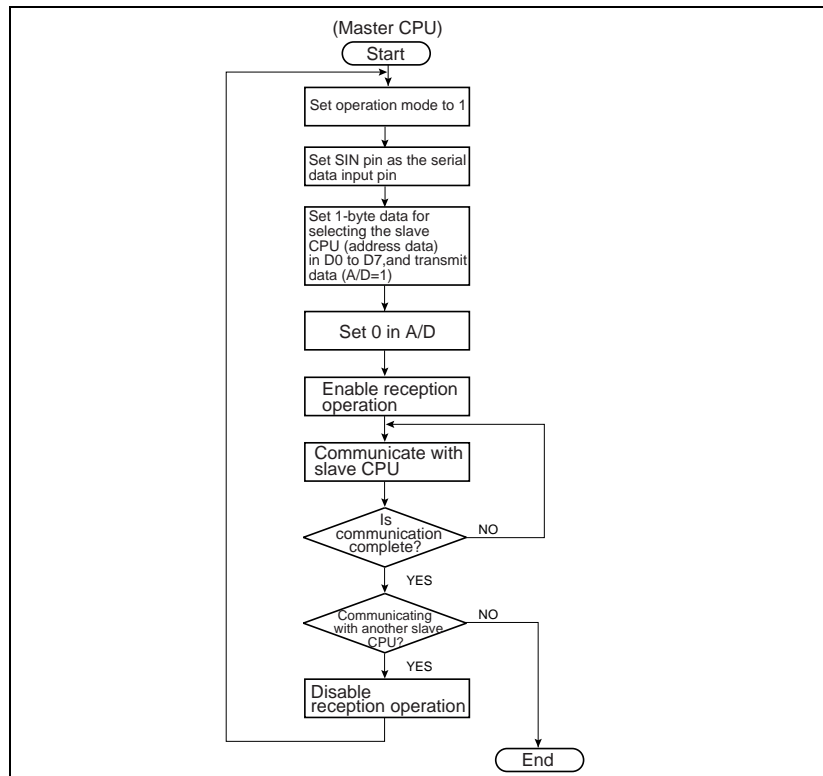 (Master CPU)
Start
Set operation mode to 1
Set SIN pin as the serial
data input pin
Set 1-byte data for
selecting the slave
CPU (address data)
in D0 to D7,and transmit
data (A/D=1)
Set 0 in A/D
Enable reception
operation
Communicate with
slave CPU
Is
communication
complete?
NO
YES
Communicating
with another slave
CPU?
NO
YES
Disable
reception operation
End